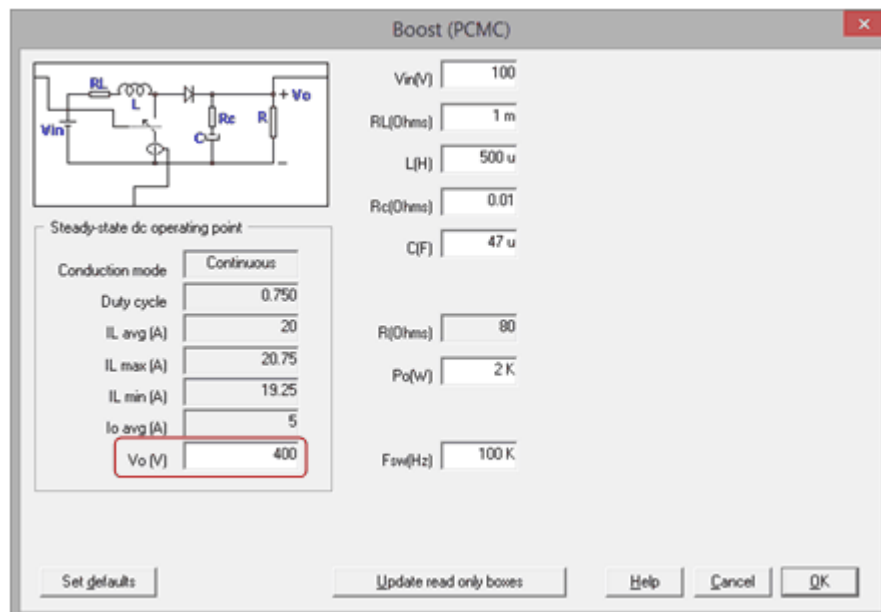 Boost (PCMC)
RL
L
Vin
Rc
C
R
+ Vo
-
Steady-state dc operating point
Conduction mode Continuous
Duty cycle 0.750
IL avg (A) 20
IL max (A) 20.75
IL min (A) 19.25
Io avg (A) 5
Vo (V) 400
Vin(V) 100
RL(Ohms) 1 m
L(H) 500 u
Rc(Ohms) 0.01
C(F) 47 u
R(Ohms) 80
Po(W) 2 K
Fsw(Hz) 100 K
Set defaults
Update read only boxes
Help
Cancel
OK